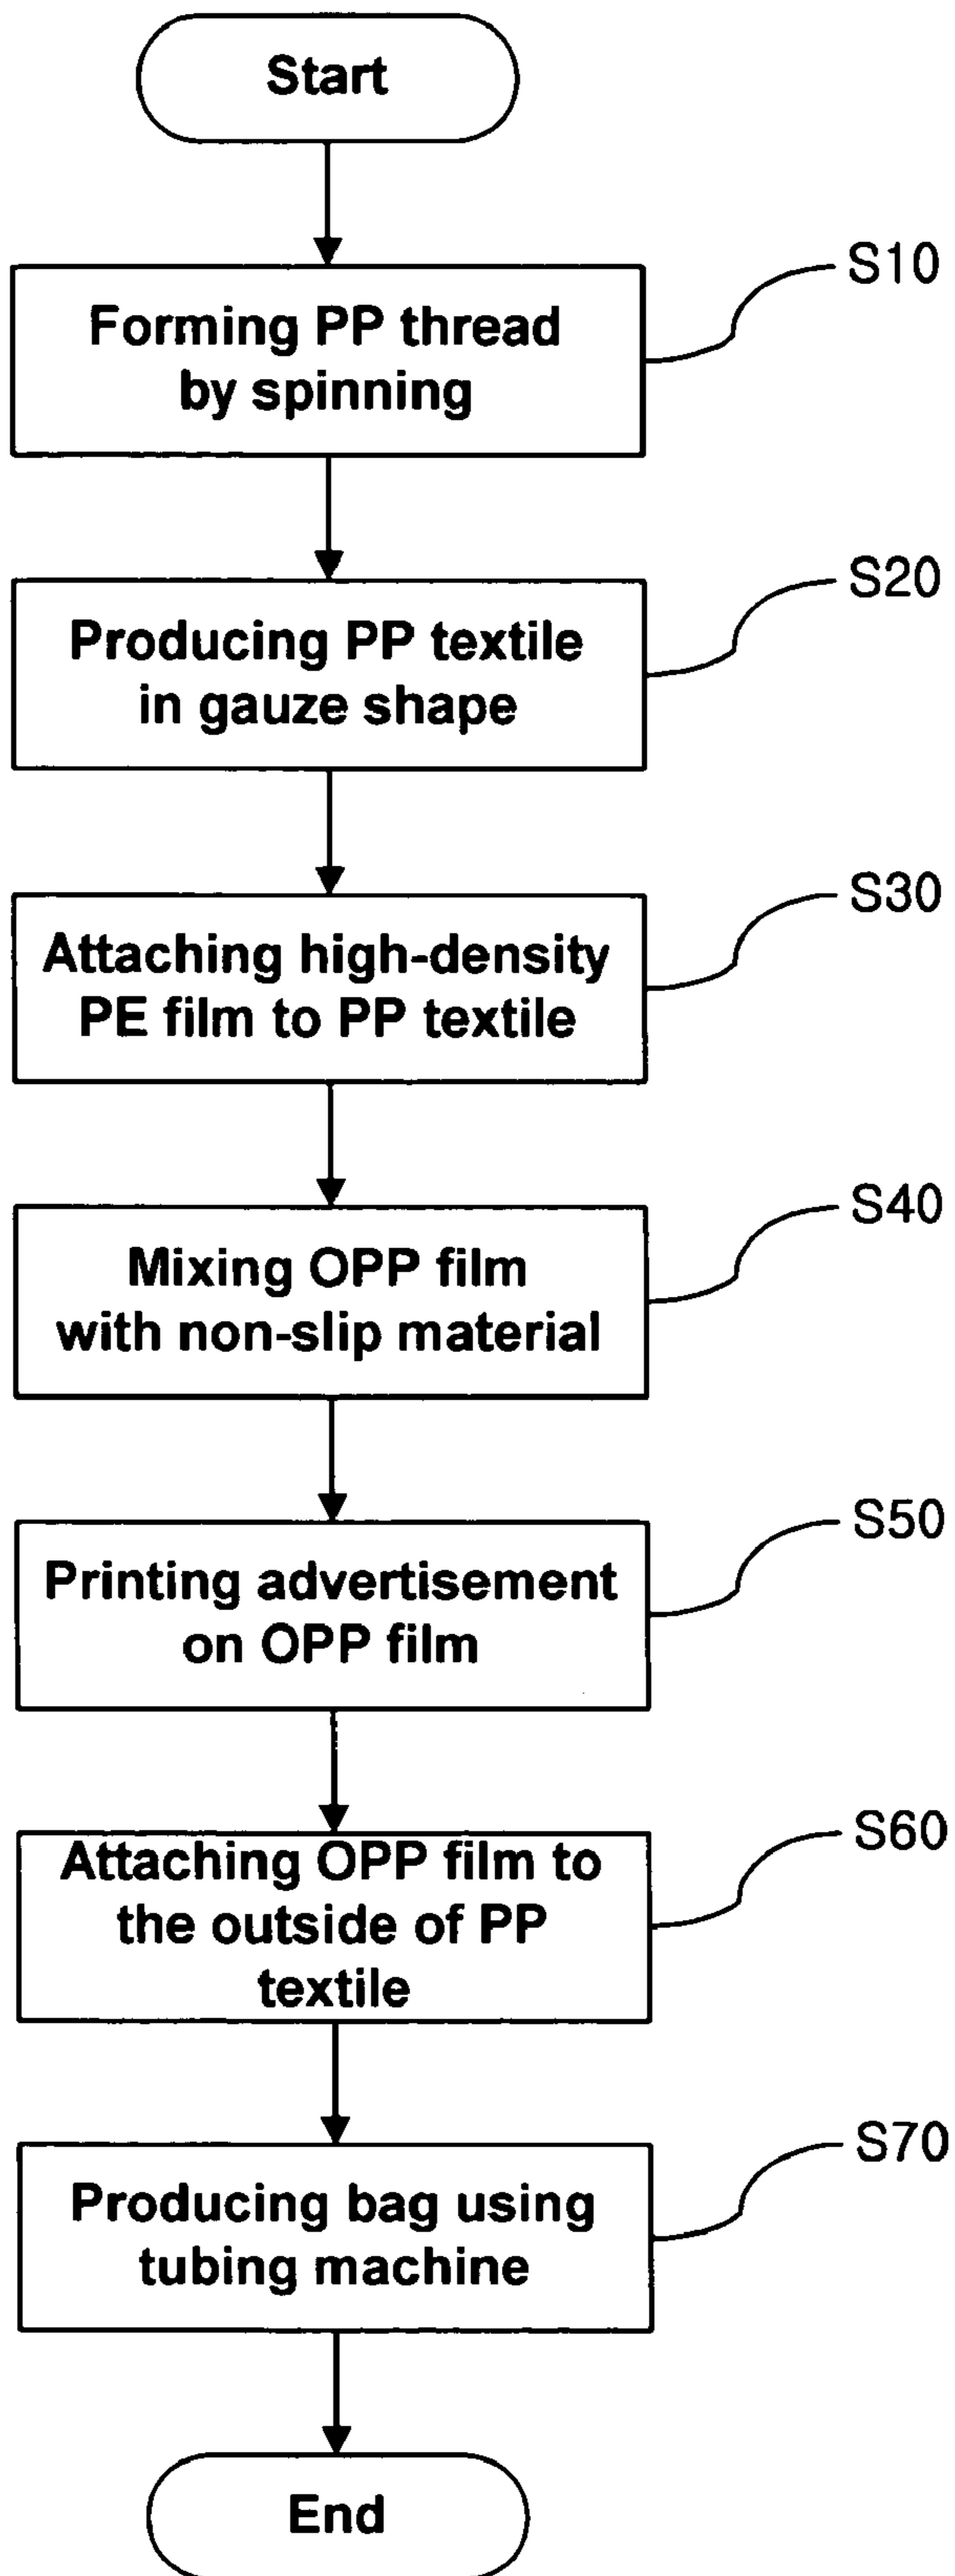 Start
S10
Forming PP thread
by spinning
S20
Producing PP textile
in gauze shape
S30
Attaching high-density
PE film to PP textile
S40
Mixing OPP film
with non-slip material
S50
Printing advertisement
on OPP film
S60
Attaching OPP film to
the outside of PP
textile
S70
Producing bag using
tubing machine
End